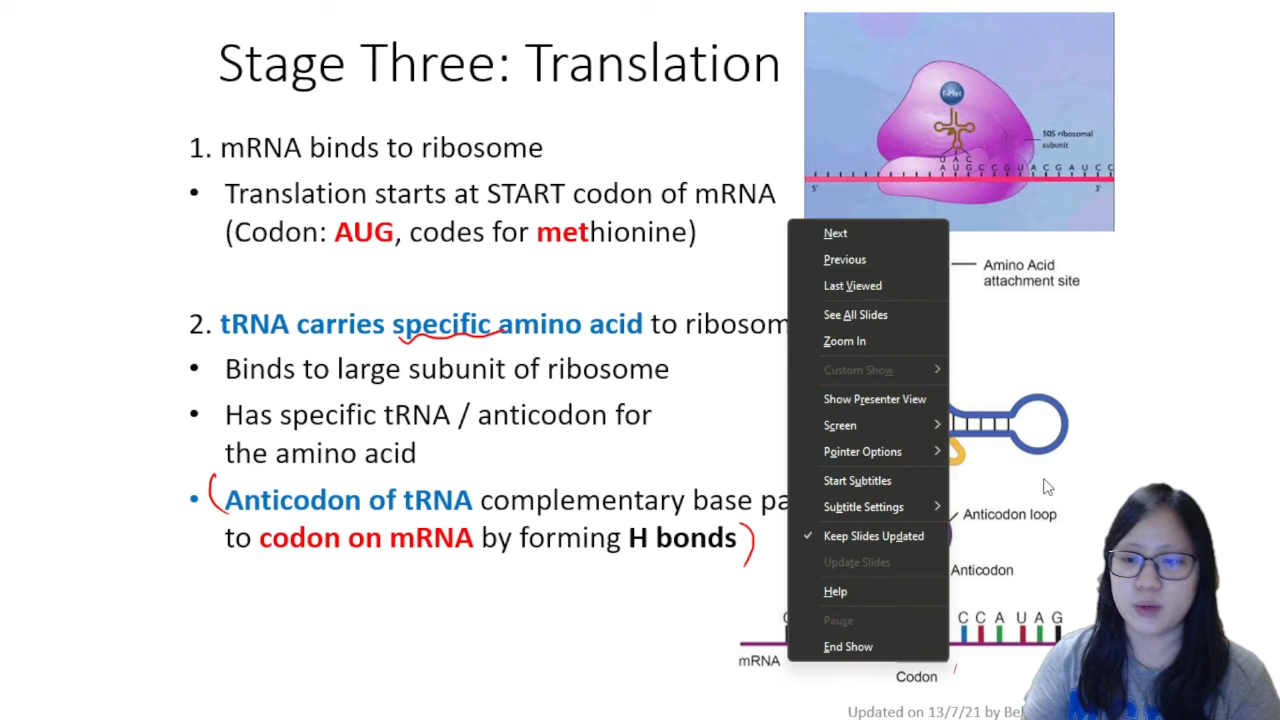 Stage Three: Translation
1. mRNA binds to ribosome
• Translation starts at START codon of mRNA
(Codon: AUG, codes for methionine)
2. tRNA carries specific amino acid to ribosom
• Binds to large subunit of ribosome
• Has specific tRNA / anticodon for
the amino acid
• Anticodon of tRNA complementary base pa
to codon on mRNA by forming H bonds
f-Met
50S ribosomal
subunit
U A C
A U G C C G U A C G A U C C
5'
3'
Next
Previous
Last Viewed
See All Slides
Zoom In
Custom Show
Show Presenter View
Screen
Pointer Options
Start Subtitles
Subtitle Settings
Keep Slides Updated
Update Slides
Help
Pause
End Show
Amino Acid
attachment site
Anticodon loop
Anticodon
C C A U A G
mRNA
Codon
Updated on 13/7/21 by